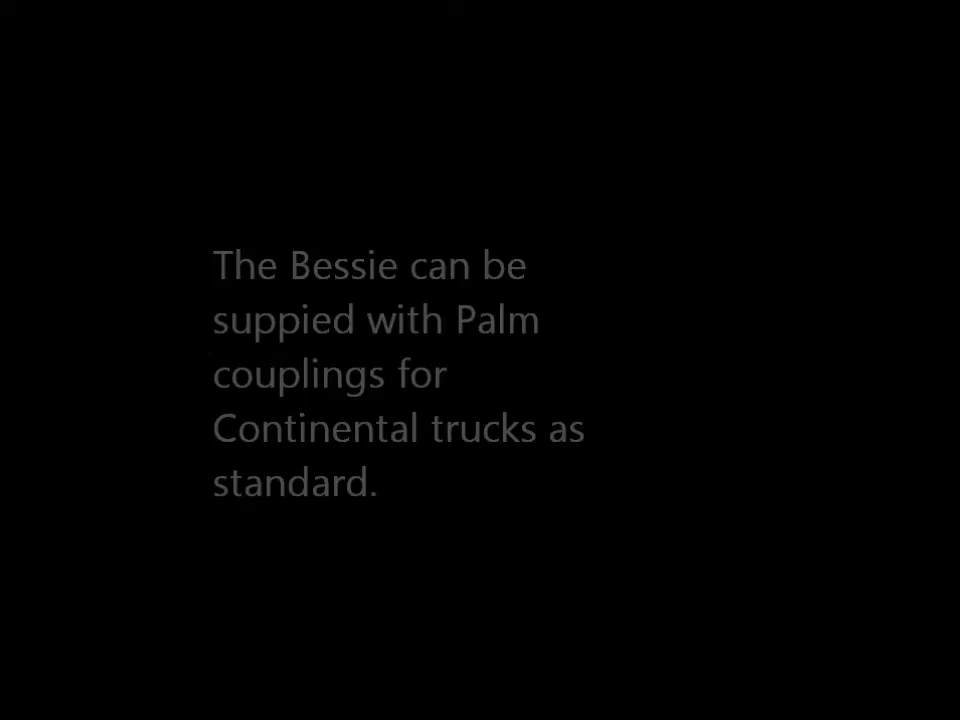 The Bessie can be
suppied with Palm
couplings for
Continental trucks as
standard.